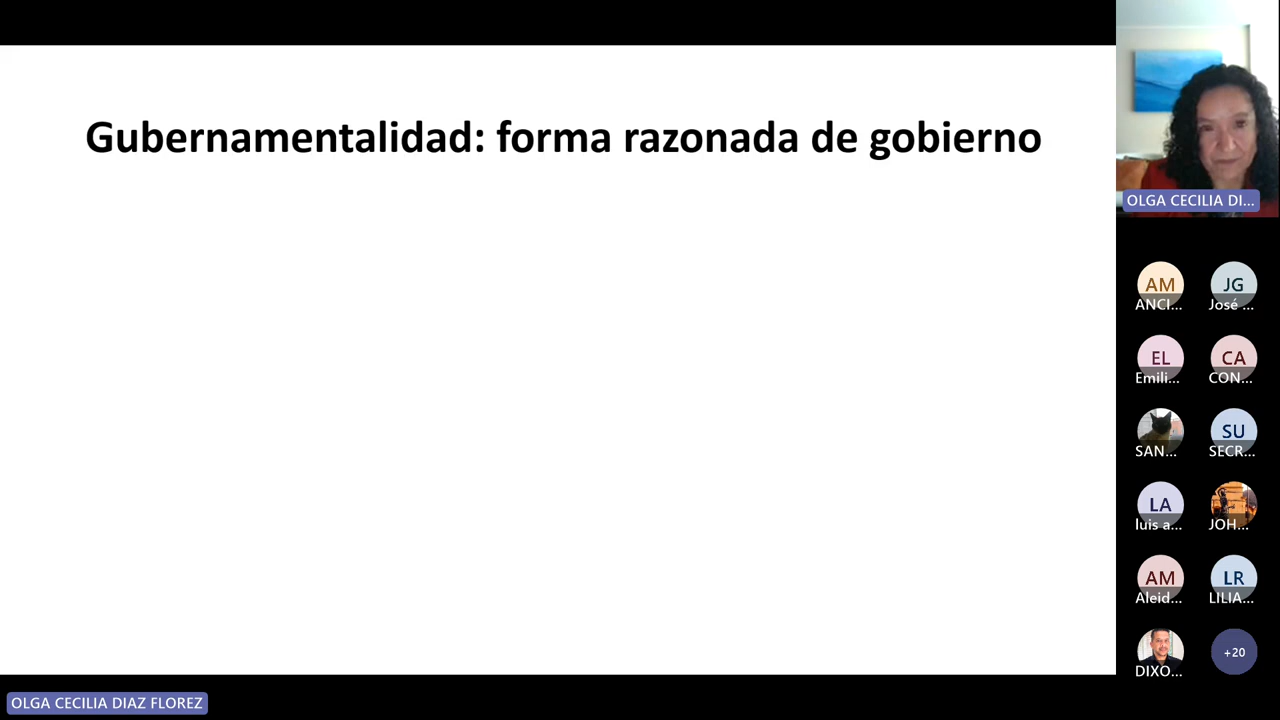 Gubernamentalidad: forma razonada de gobierno
OLGA CECILIA DI...
AM
ANCI...
JG
José ...
EL
Emili...
CA
CON...
SAN...
SU
SECR...
LA
luis a...
JOH...
AM
Aleid...
LR
LILIA...
DIXO...
+20
OLGA CECILIA DIAZ FLOREZ